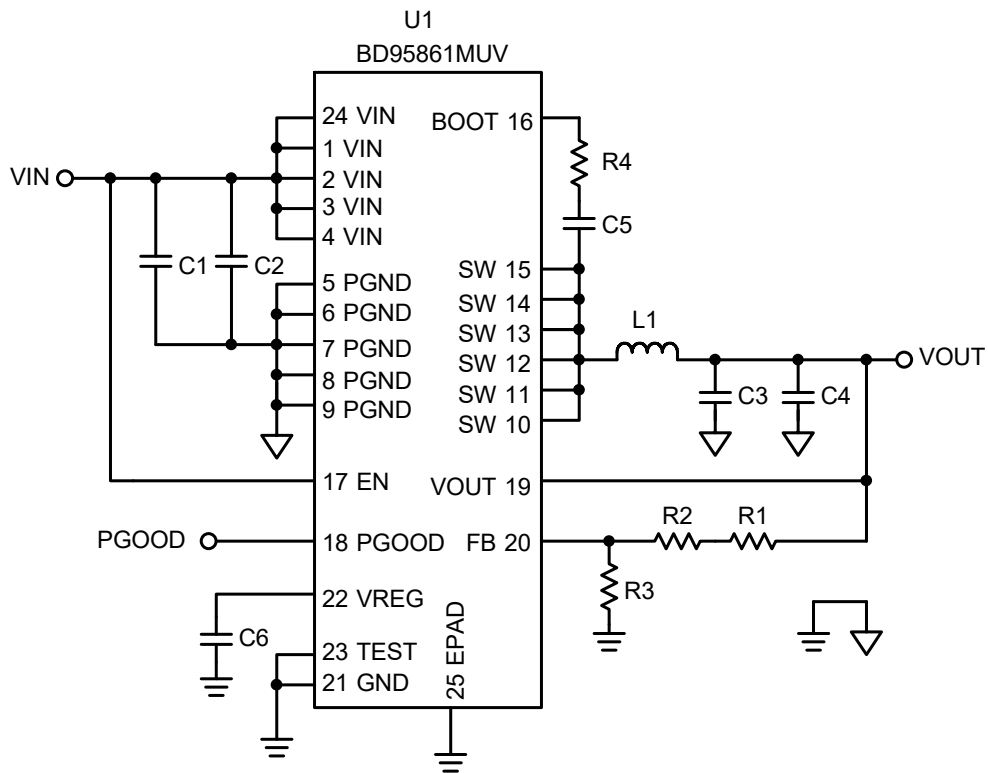 U1
BD95861MUV
24 VIN
BOOT 16
1 VIN
R4
VIN
2 VIN
3 VIN
C5
4 VIN
C1
C2
SW 15
5 PGND
SW 14
6 PGND
SW 13
L1
7 PGND
SW 12
VOUT
8 PGND
SW 11
C3
C4
9 PGND
SW 10
17 EN
VOUT 19
R2
R1
PGOOD
18 PGOOD
FB 20
R3
22 VREG
C6
23 TEST
21 GND
25 EPAD